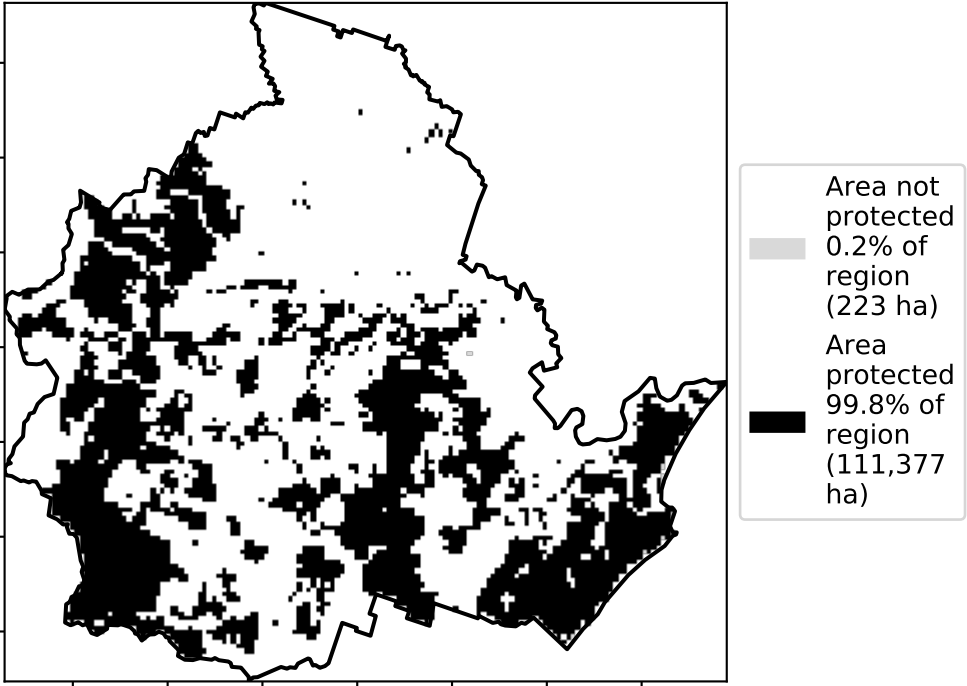 Area not
protected
0.2% of
region
(223 ha)
Area
protected
99.8% of
region
(111,377
ha)